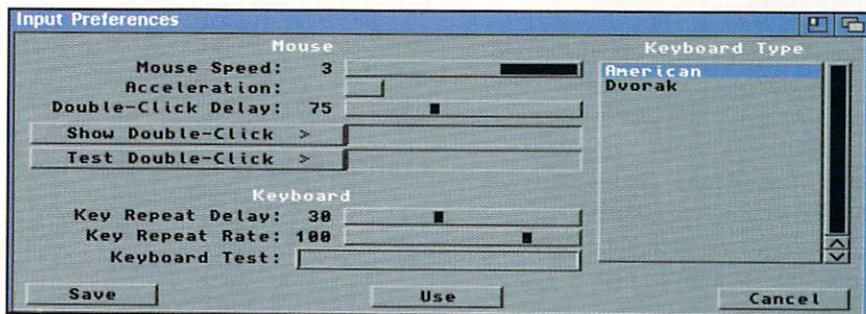 Input Preferences
Mouse
Mouse Speed: 3
Acceleration:
Double-Click Delay: 75
Show Double-Click >
Test Double-Click >
Keyboard
Key Repeat Delay: 30
Key Repeat Rate: 100
Keyboard Test:
Keyboard Type
American
Dvorak
Save
Use
Cancel